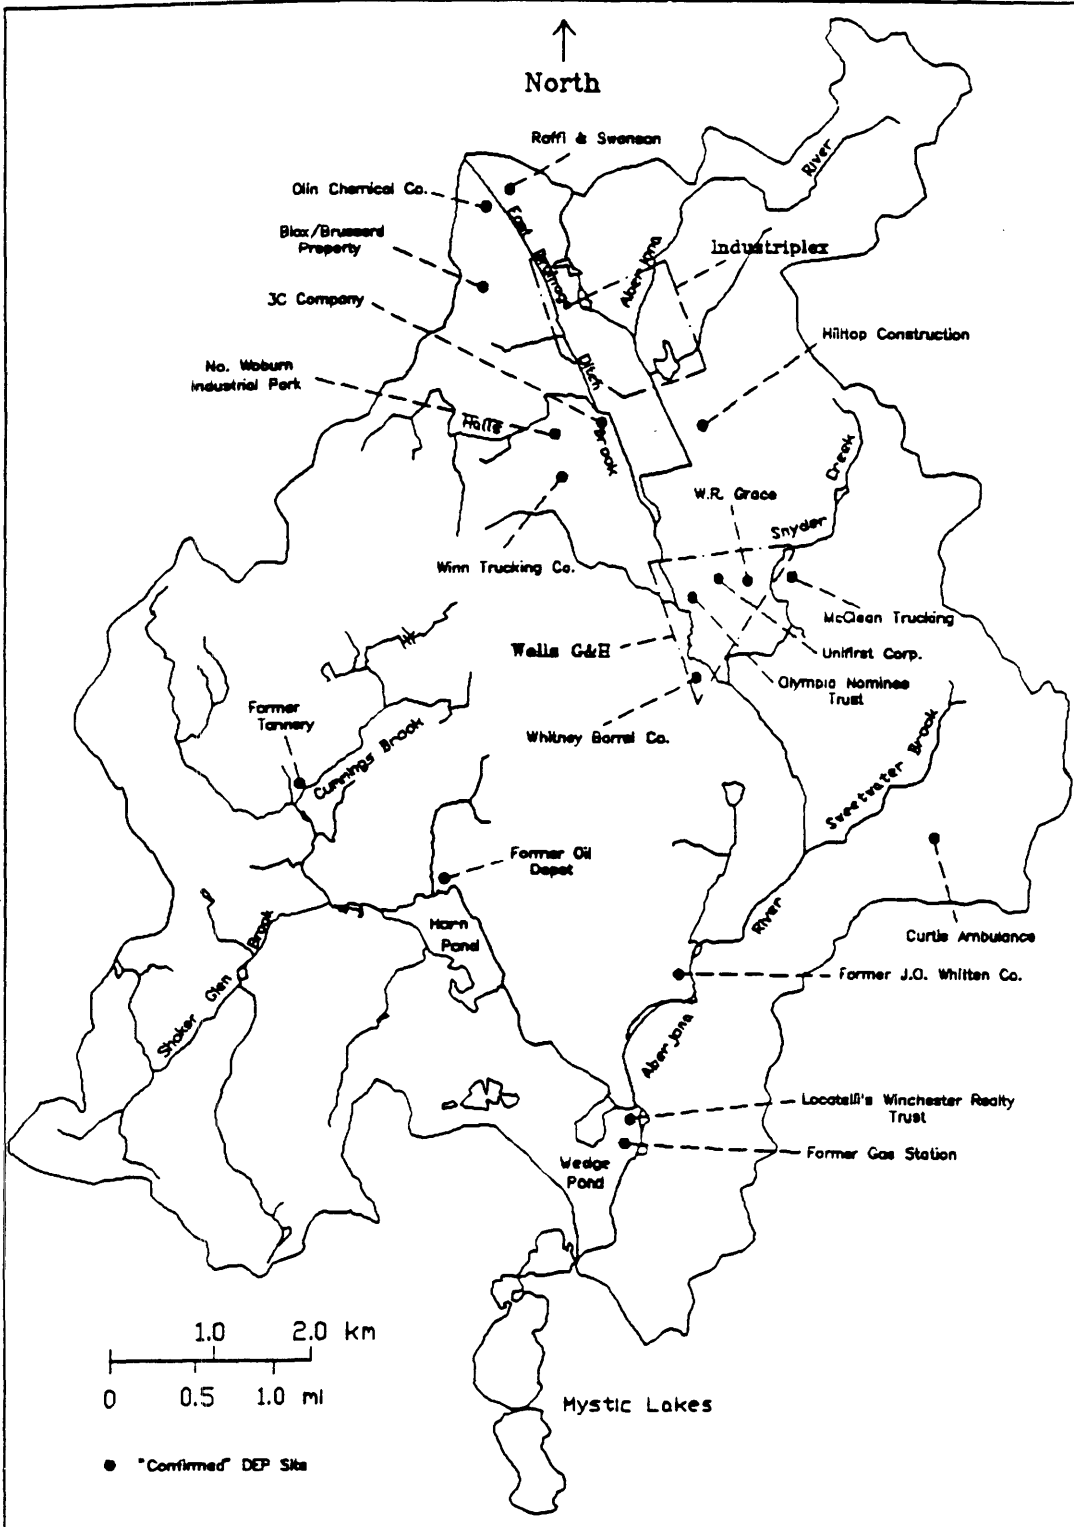 North
Raffi & Swanson
River
Olin Chemical Co.
East Drainage
Blax/Brusserd
Property
Aberjona
Industriplex
3C Company
Hilltop Construction
Ditch
No. Woburn
Industrial Park
Halls
Brook
Creek
W.R. Grace
Snyder
Winn Trucking Co.
McClean Trucking
Wells G&H
Unifirst Corp.
Olympia Nominee
Trust
Former
Tannery
Whitney Barrel Co.
Cummings Brook
Sweetwater Brook
Former Oil
Depot
River
Horn
Pond
Brook
Curtis Ambulance
Glen
Former J.O. Whitten Co.
Shaker
Aberjona
Locatelli's Winchester Realty
Trust
Former Gas Station
Wedge
Pond
1.0 2.0 km
0 0.5 1.0 mi
Mystic Lakes
"Confirmed" DEP Site